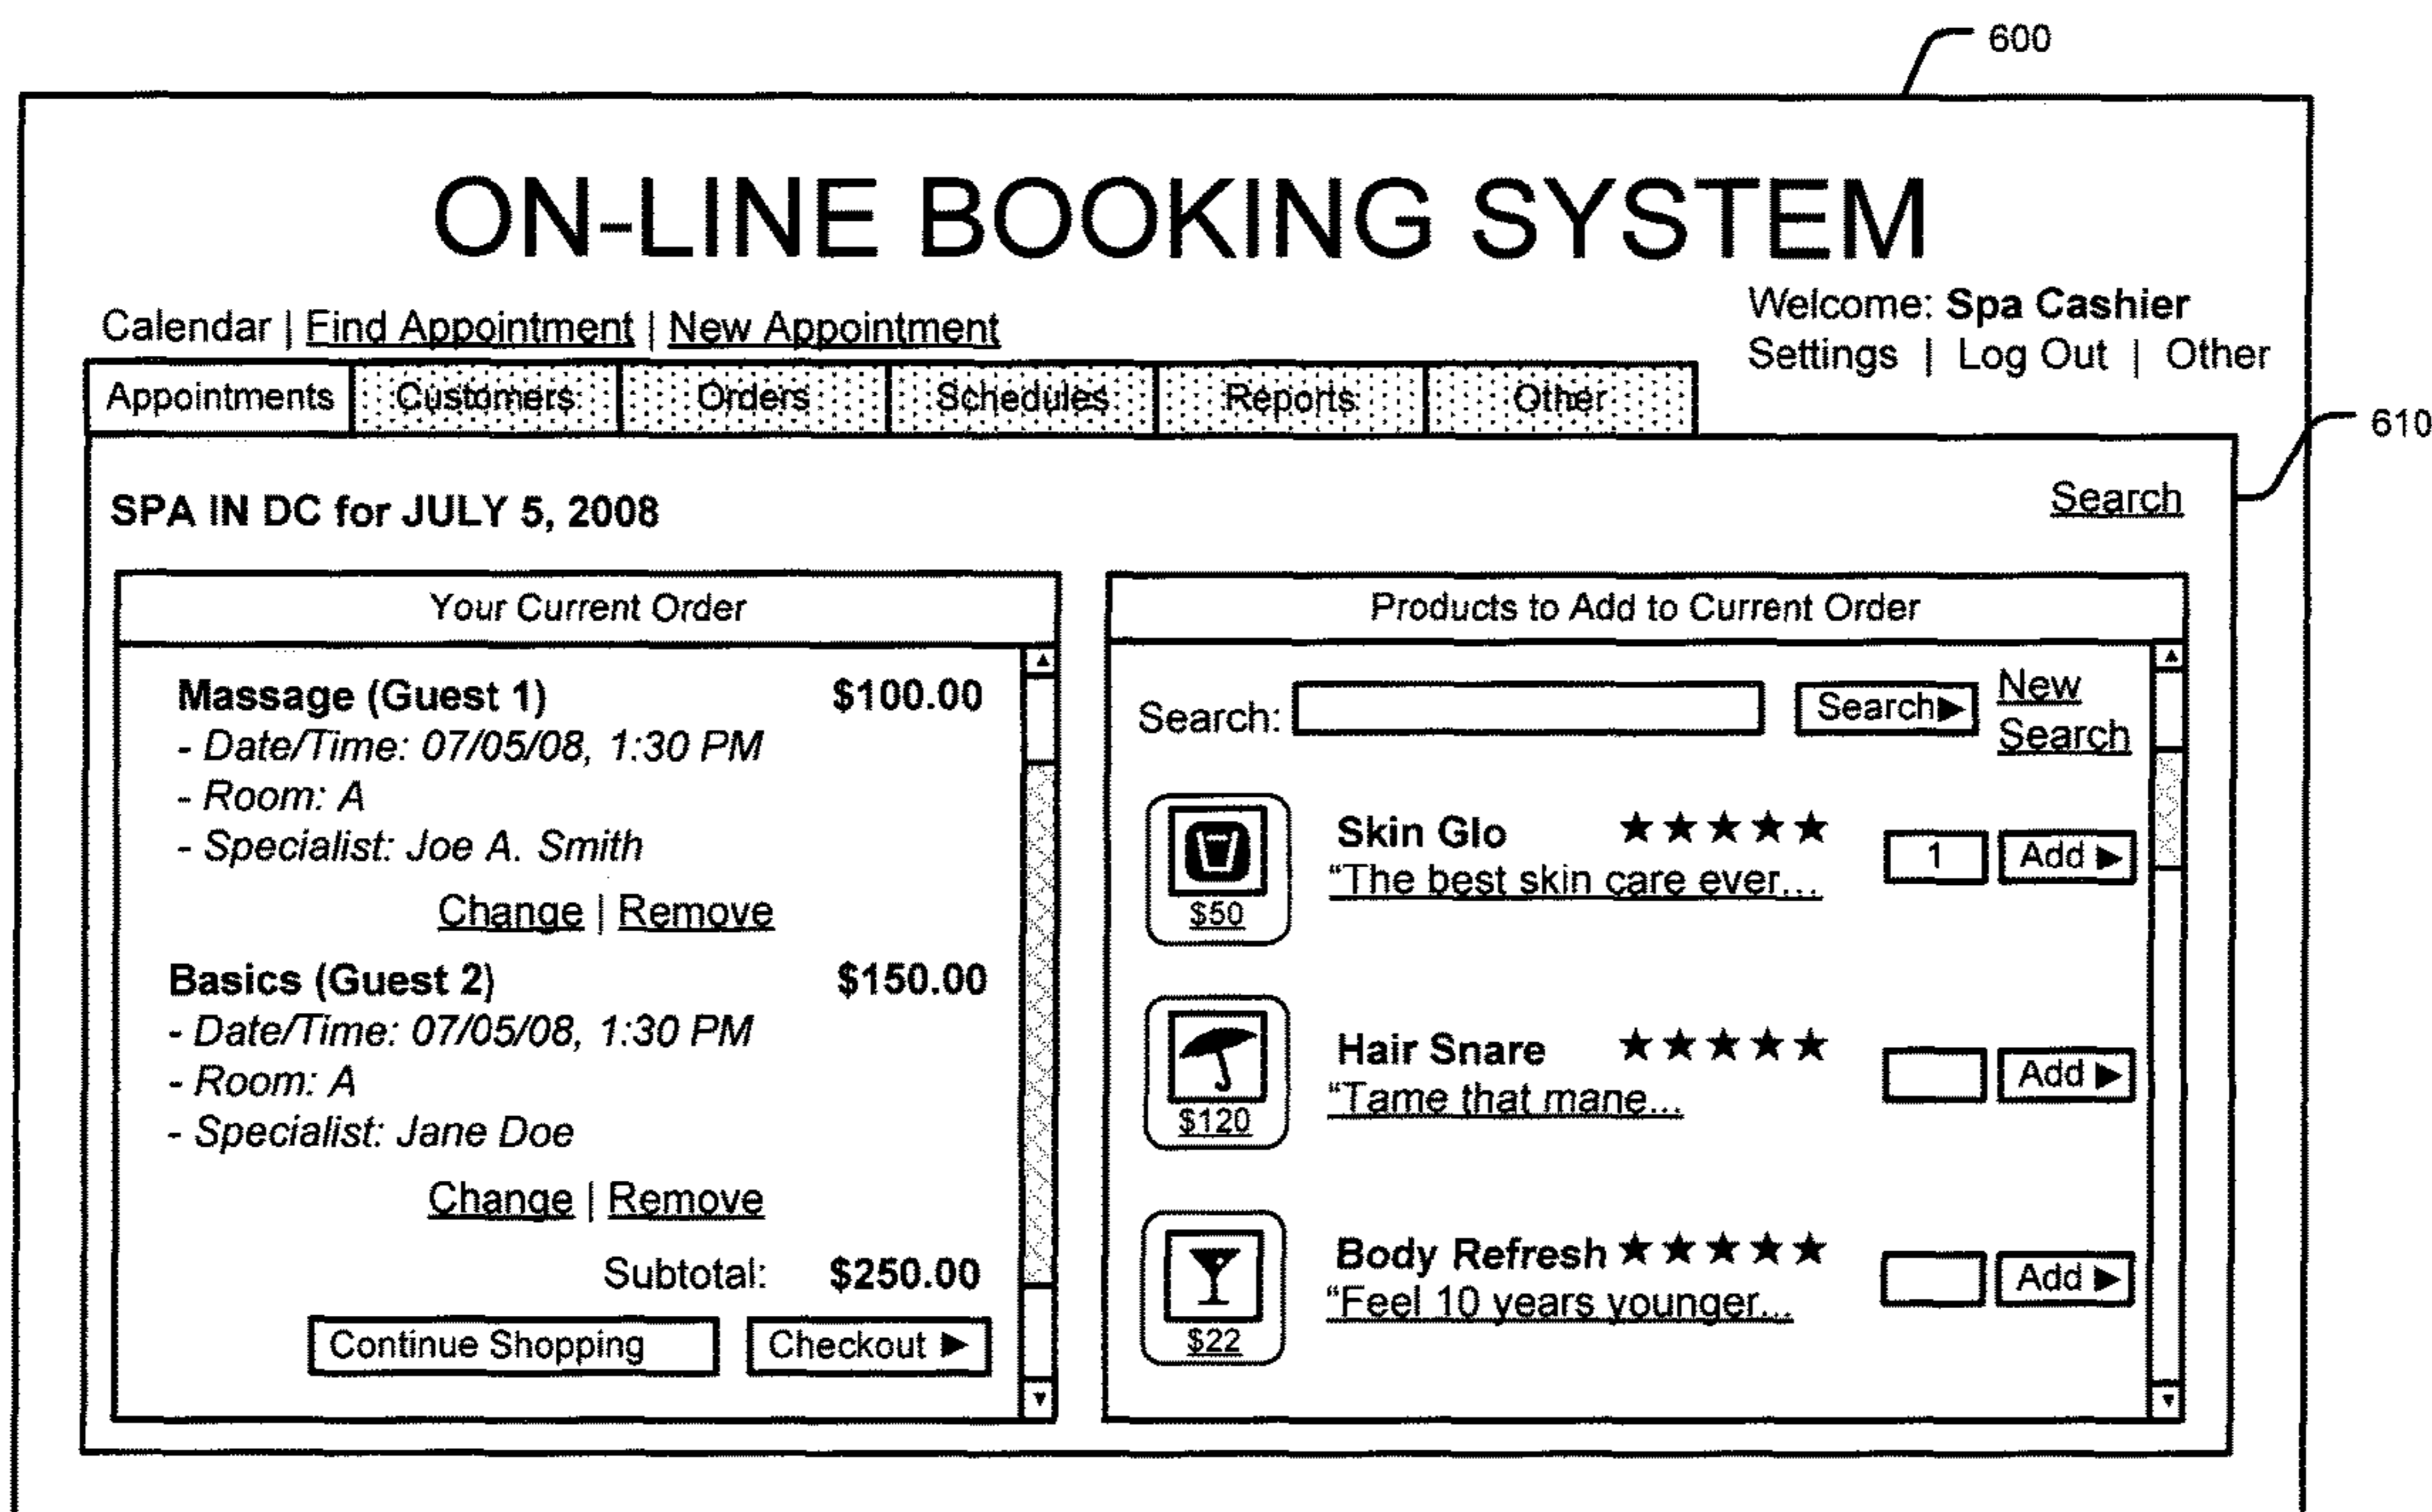 600
ON-LINE BOOKING SYSTEM
Calendar | Find Appointment | New Appointment
Welcome: Spa Cashier
Settings | Log Out | Other
Appointments Customers Orders Schedules Reports Other
610
SPA IN DC for JULY 5, 2008
Search
Your Current Order
Massage (Guest 1) $100.00
- Date/Time: 07/05/08, 1:30 PM
- Room: A
- Specialist: Joe A. Smith
Change | Remove
Basics (Guest 2) $150.00
- Date/Time: 07/05/08, 1:30 PM
- Room: A
- Specialist: Jane Doe
Change | Remove
Subtotal: $250.00
Continue Shopping Checkout ►
Products to Add to Current Order
Search: Search► New
Search
Skin Glo ★★★★★
"The best skin care ever...
1 Add ►
$50
Hair Snare ★★★★★
"Tame that mane...
Add ►
$120
Body Refresh ★★★★★
"Feel 10 years younger...
Add ►
$22